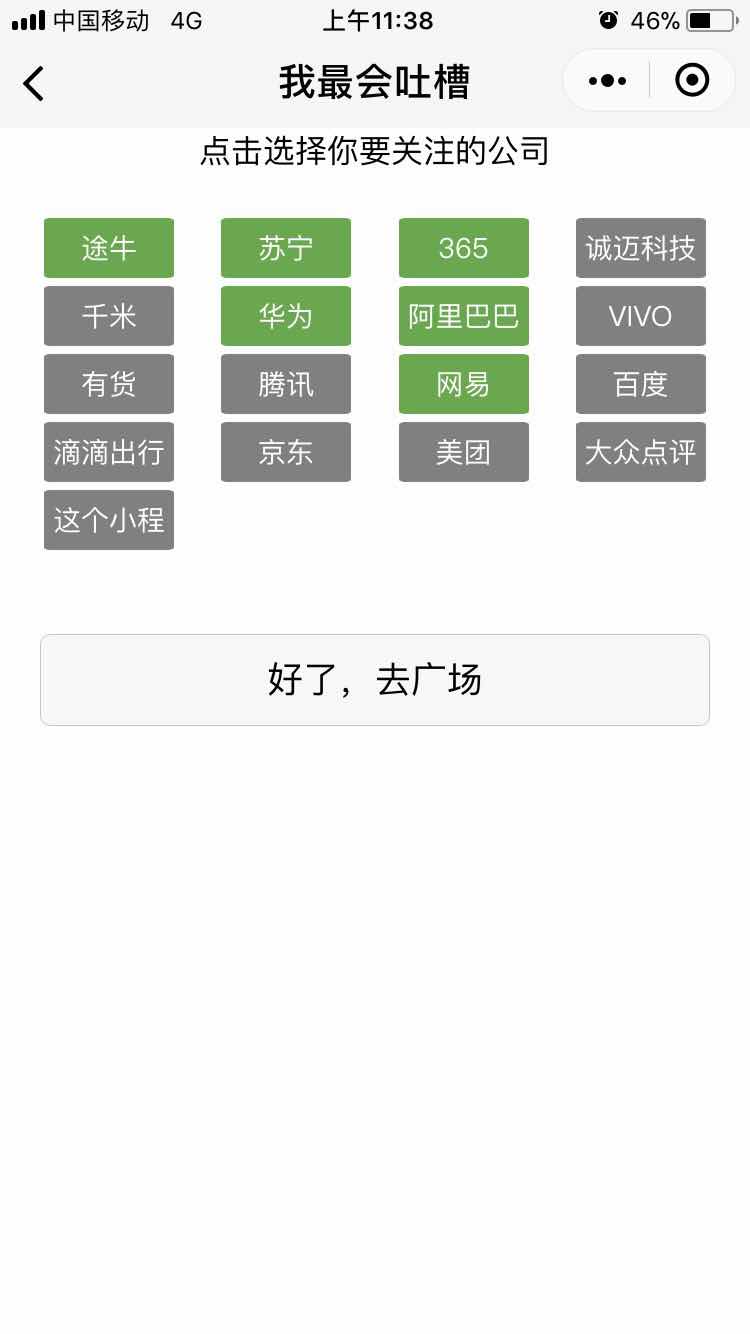 中国移动 4G 上午11:38 46%
我最会吐槽
点击选择你要关注的公司
途牛 苏宁 365 诚迈科技
千米 华为 阿里巴巴 VIVO
有货 腾讯 网易 百度
滴滴出行 京东 美团 大众点评
这个小程
好了，去广场